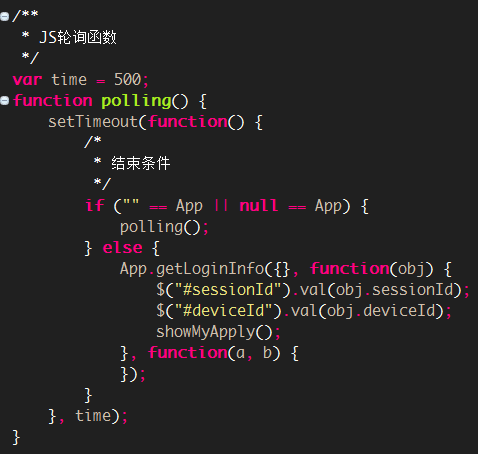 /**
 * JS轮询函数
 */
var time = 500;
function polling() {
    setTimeout(function() {
        /*
         * 结束条件
         */
        if ("" == App || null == App) {
            polling();
        } else {
            App.getLoginInfo({}, function(obj) {
                $("#sessionId").val(obj.sessionId);
                $("#deviceId").val(obj.deviceId);
                showMyApply();
            }, function(a, b) {
            });
        }
    }, time);
}